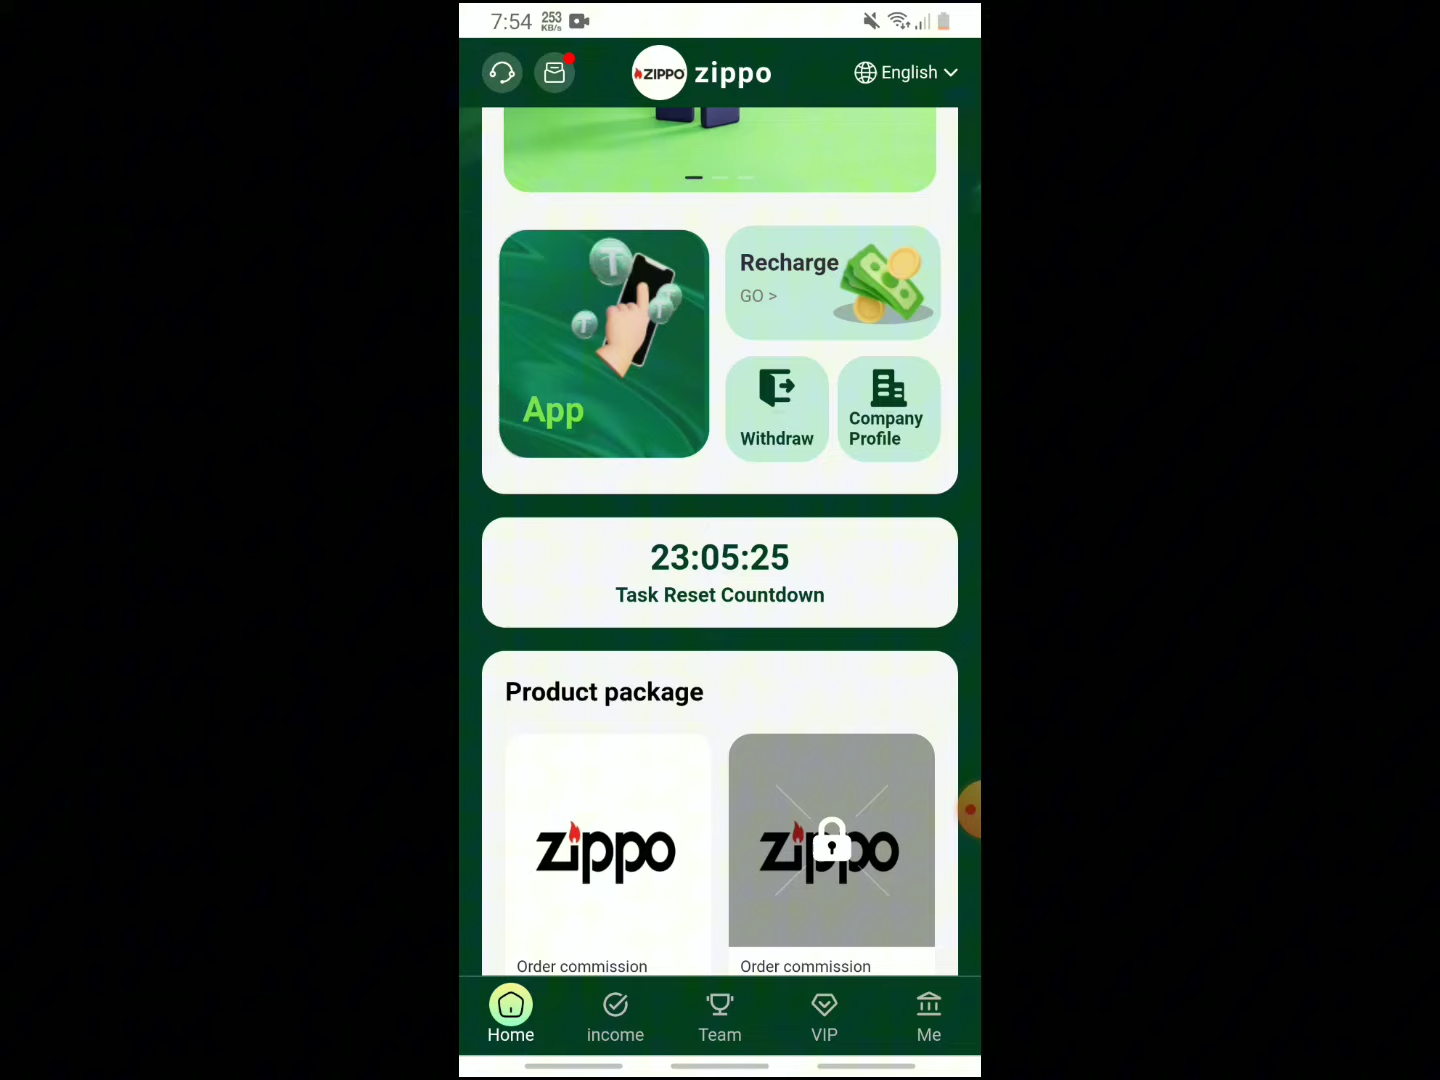 7:54 253 KB/s
ZIPPO zippo English
Recharge
GO >
App
Withdraw
Company
Profile
23:05:25
Task Reset Countdown
Product package
zippo zippo
Order commission Order commission
Home income Team VIP Me